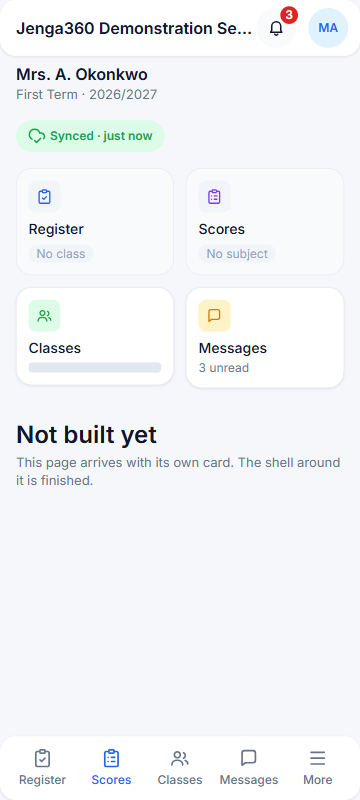 Jenga360 Demonstration Se...
3
MA
Mrs. A. Okonkwo
First Term · 2026/2027
Synced · just now
Register
No class
Scores
No subject
Classes
Messages
3 unread
Not built yet
This page arrives with its own card. The shell around
it is finished.
Register
Scores
Classes
Messages
More